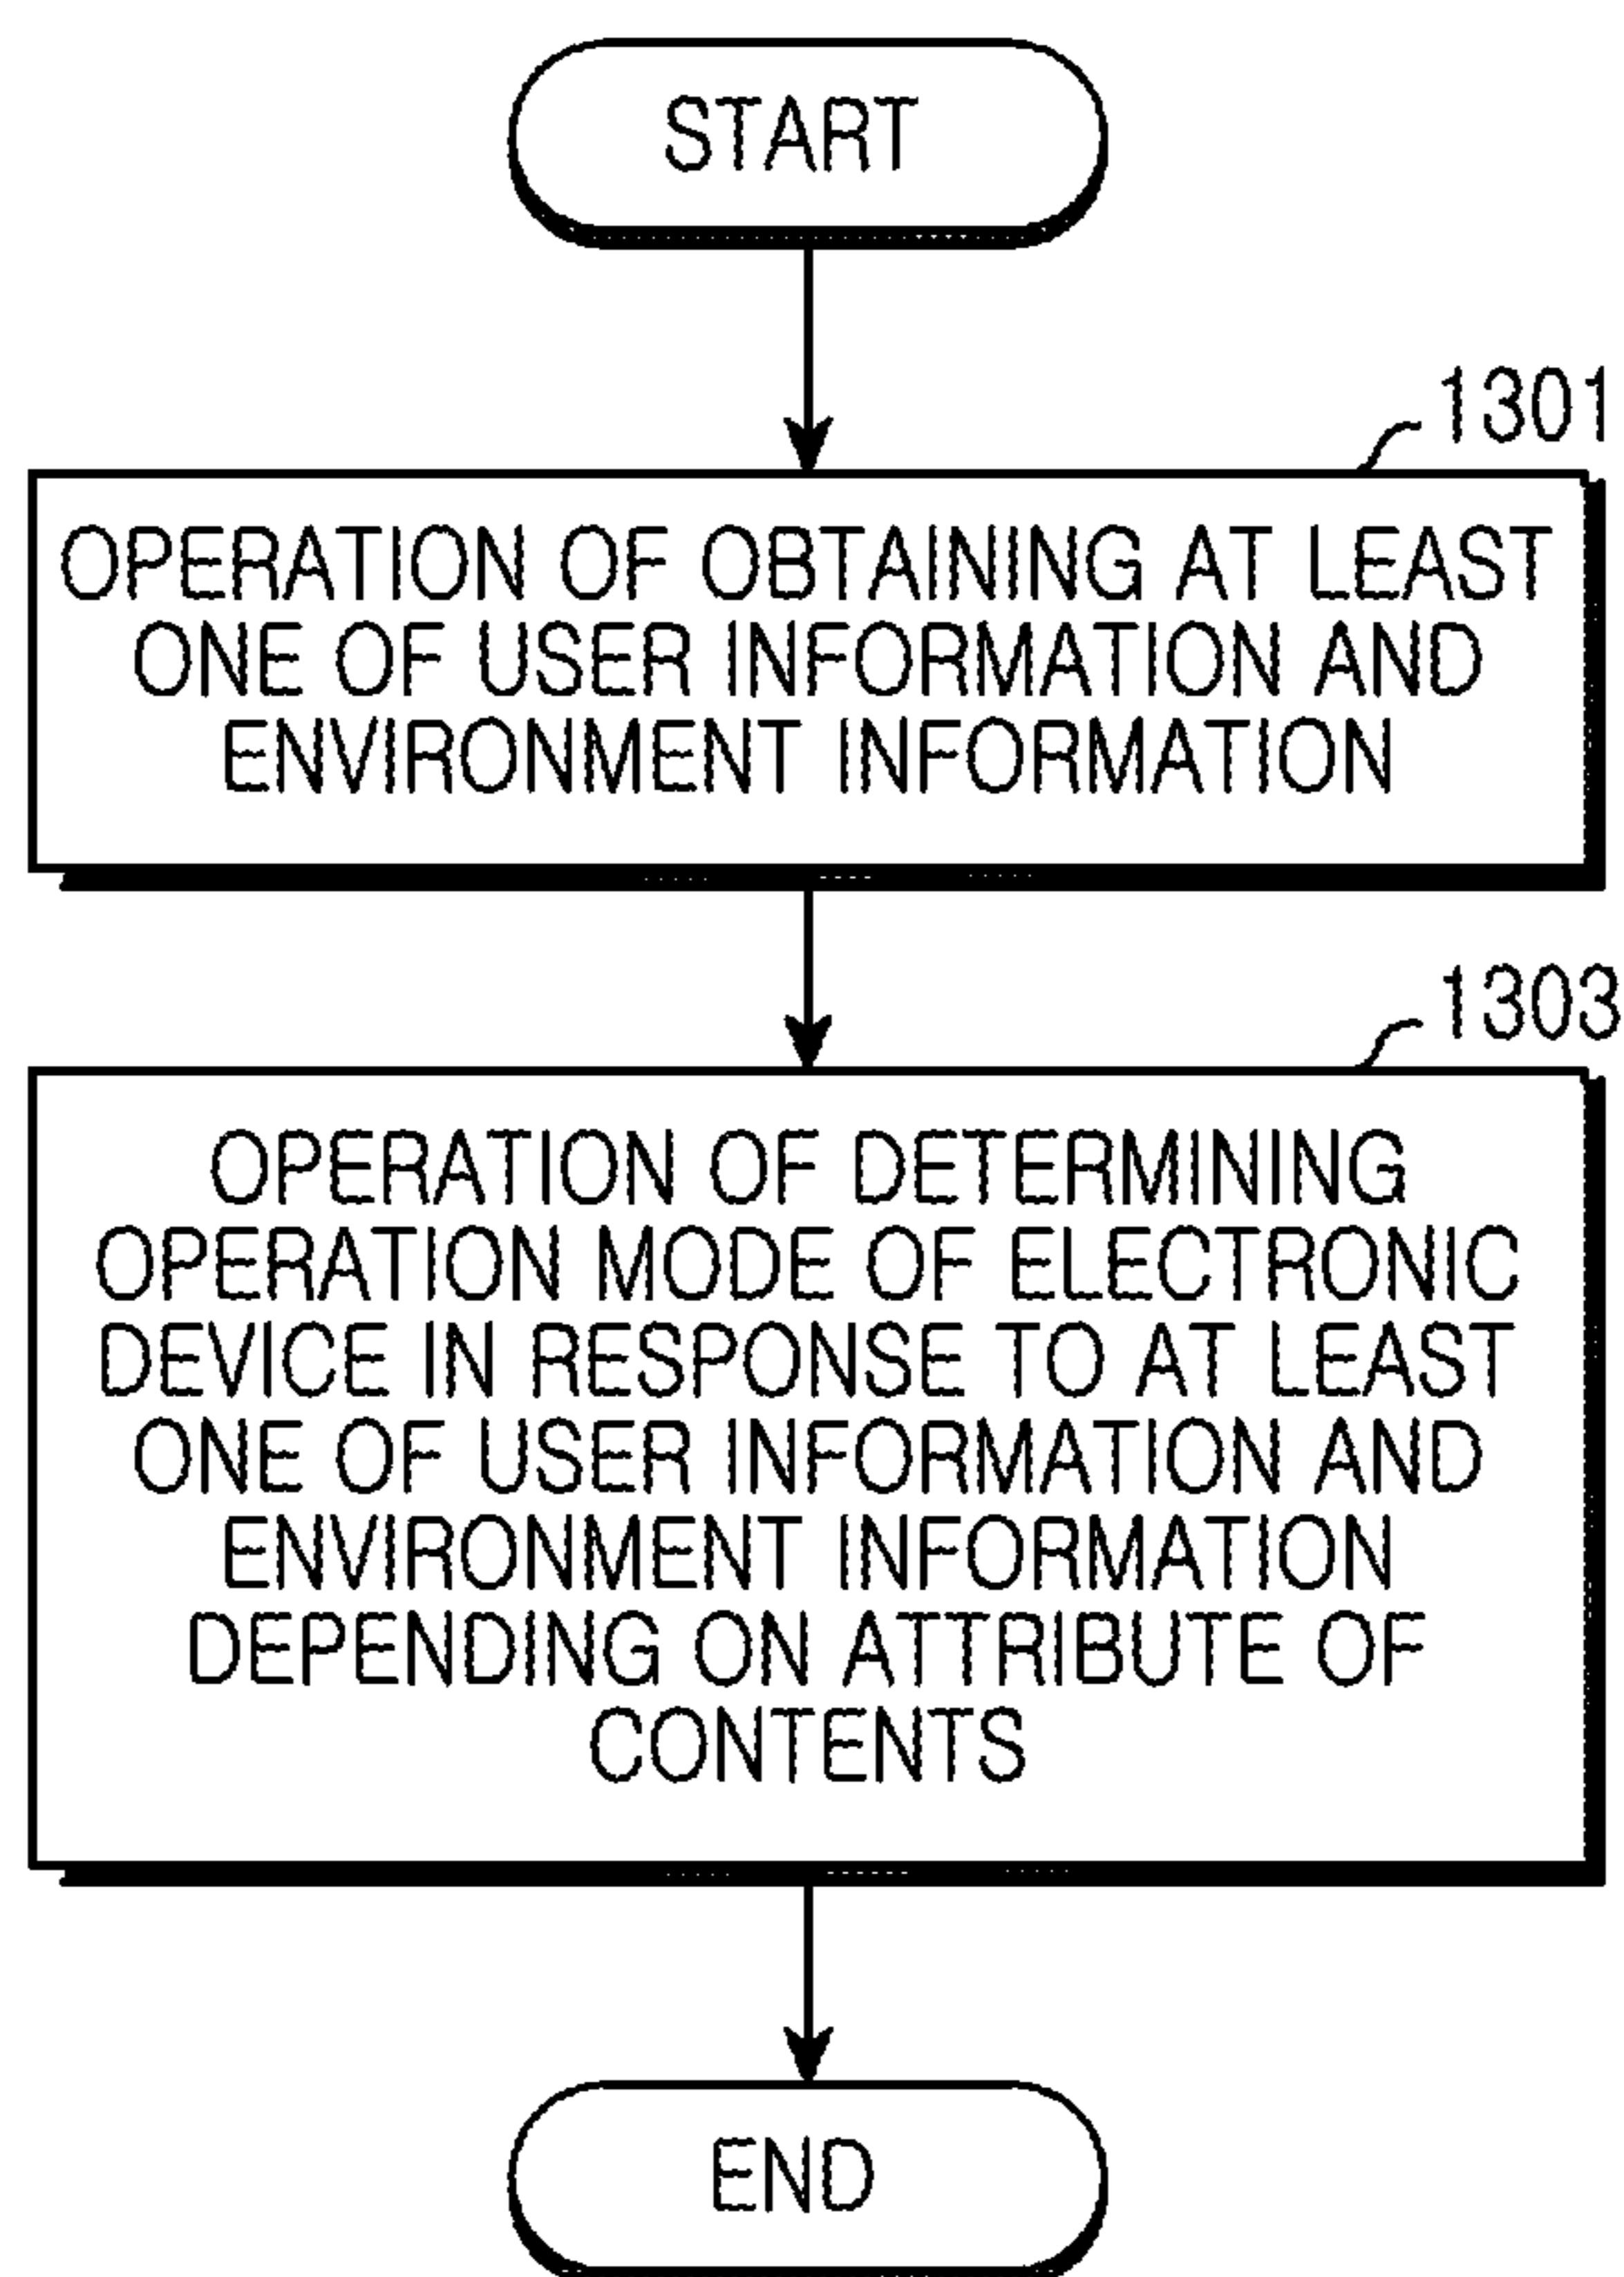 START
1301
OPERATION OF OBTAINING AT LEAST
ONE OF USER INFORMATION AND
ENVIRONMENT INFORMATION
1303
OPERATION OF DETERMINING
OPERATION MODE OF ELECTRONIC
DEVICE IN RESPONSE TO AT LEAST
ONE OF USER INFORMATION AND
ENVIRONMENT INFORMATION
DEPENDING ON ATTRIBUTE OF
CONTENTS
END